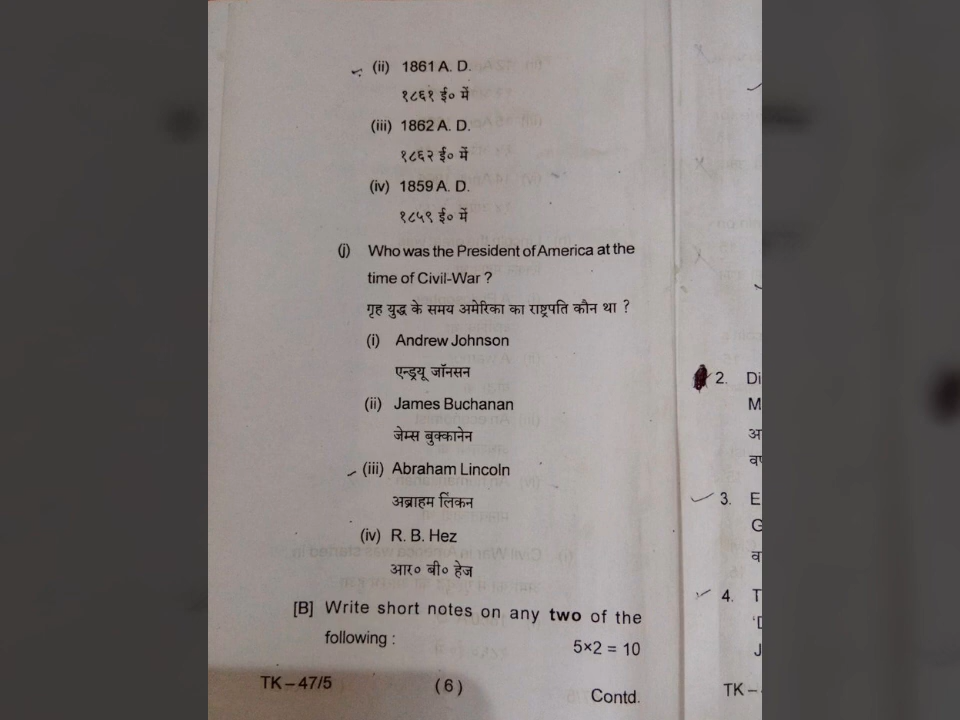 (ii) 1861 A. D.
१८६१ ई० में
(iii) 1862 A. D.
१८६२ ई० में
(iv) 1859 A. D.
१८५९ ई० में
(j) Who was the President of America at the
time of Civil-War ?
गृह युद्ध के समय अमेरिका का राष्ट्रपति कौन था ?
(i) Andrew Johnson
एन्ड्रयू जॉनसन
(ii) James Buchanan
जेम्स बुक्कानेन
(iii) Abraham Lincoln
अब्राहम लिंकन
(iv) R. B. Hez
आर० बी० हेज
[B] Write short notes on any two of the
following :
5×2 = 10
TK – 47/5
(6)
Contd.
2. Di
M
अ
3. E
G
व
4. T
'D
J
TK –